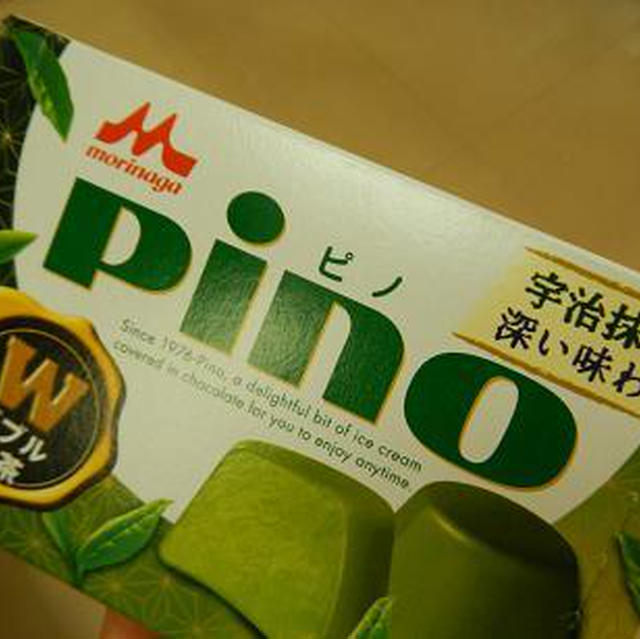 morinaga
pino
ピノ
Since 1976-Pino, a delightful bit of ice cream
covered in chocolate for you to enjoy anytime.
宇治抹
深い味わ
W
ブル
茶